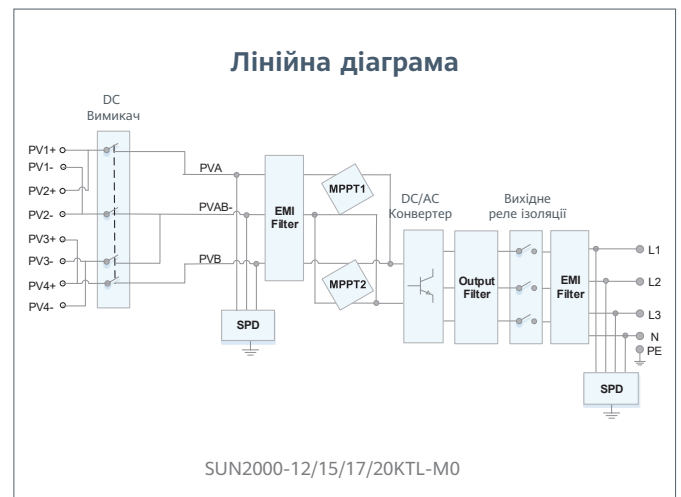 Лінійна діаграма
DC
Вимикач
PV1+
PV1-
PV2+
PV2-
PV3+
PV3-
PV4+
PV4-
PVA
PVAB-
PVB
EMI
Filter
SPD
MPPT1
MPPT2
DC/AC
Конвертер
Output
Filter
Вихідне
реле ізоляції
EMI
Filter
L1
L2
L3
N
PE
SPD
SUN2000-12/15/17/20KTL-M0